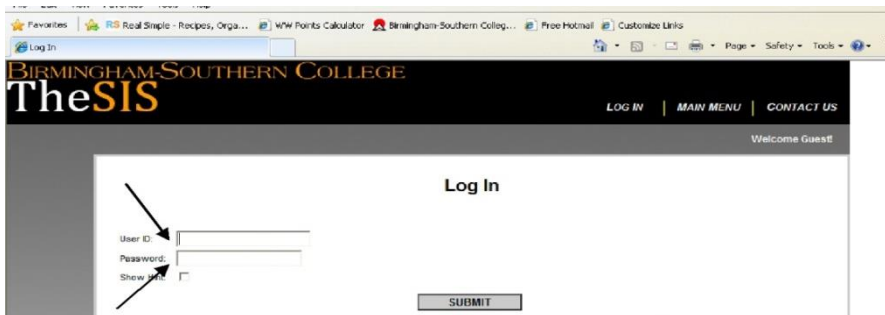 Favorites RS Real Simple - Recipes, Orga... WW Points Calculator Birmingham-Southern Colleg... Free Hotmail Customize Links
Log In Page Safety Tools
BIRMINGHAM-SOUTHERN COLLEGE
TheSIS
LOG IN | MAIN MENU | CONTACT US
Welcome Guest!
Log In
User ID:
Password:
Show Hint:
SUBMIT